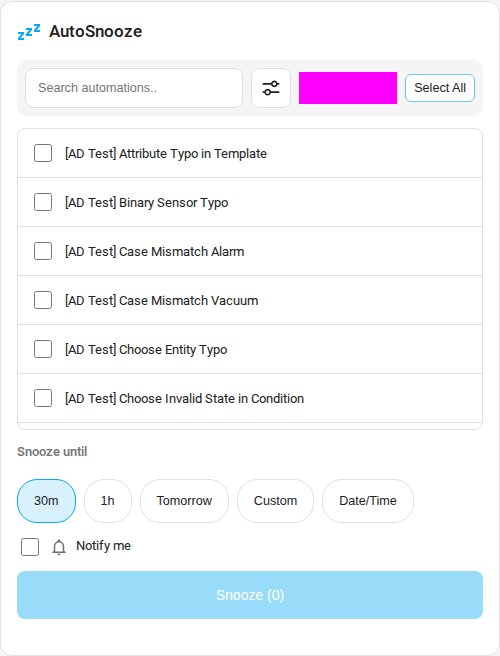 AutoSnooze
Search automations..
Select All
[AD Test] Attribute Typo in Template
[AD Test] Binary Sensor Typo
[AD Test] Case Mismatch Alarm
[AD Test] Case Mismatch Vacuum
[AD Test] Choose Entity Typo
[AD Test] Choose Invalid State in Condition
Snooze until
30m
1h
Tomorrow
Custom
Date/Time
Notify me
Snooze (0)